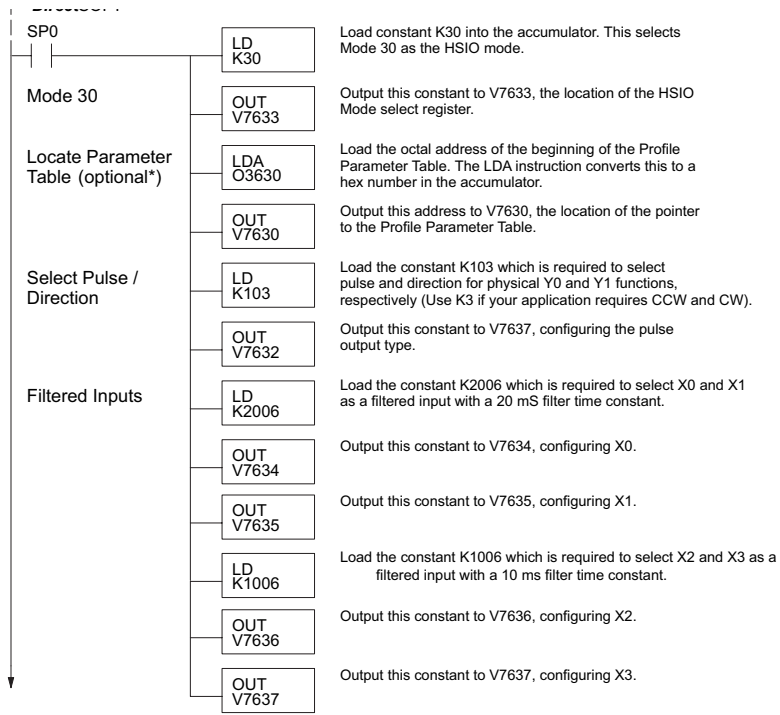 SP0
LD
K30
Load constant K30 into the accumulator. This selects
Mode 30 as the HSIO mode.
Mode 30
OUT
V7633
Output this constant to V7633, the location of the HSIO
Mode select register.
Locate Parameter
Table (optional*)
LDA
O3630
Load the octal address of the beginning of the Profile
Parameter Table. The LDA instruction converts this to a
hex number in the accumulator.
OUT
V7630
Output this address to V7630, the location of the pointer
to the Profile Parameter Table.
Select Pulse /
Direction
LD
K103
Load the constant K103 which is required to select
pulse and direction for physical Y0 and Y1 functions,
respectively (Use K3 if your application requires CCW and CW).
OUT
V7632
Output this constant to V7637, configuring the pulse
output type.
Filtered Inputs
LD
K2006
Load the constant K2006 which is required to select X0 and X1
as a filtered input with a 20 mS filter time constant.
OUT
V7634
Output this constant to V7634, configuring X0.
OUT
V7635
Output this constant to V7635, configuring X1.
LD
K1006
Load the constant K1006 which is required to select X2 and X3 as a
filtered input with a 10 ms filter time constant.
OUT
V7636
Output this constant to V7636, configuring X2.
OUT
V7637
Output this constant to V7637, configuring X3.